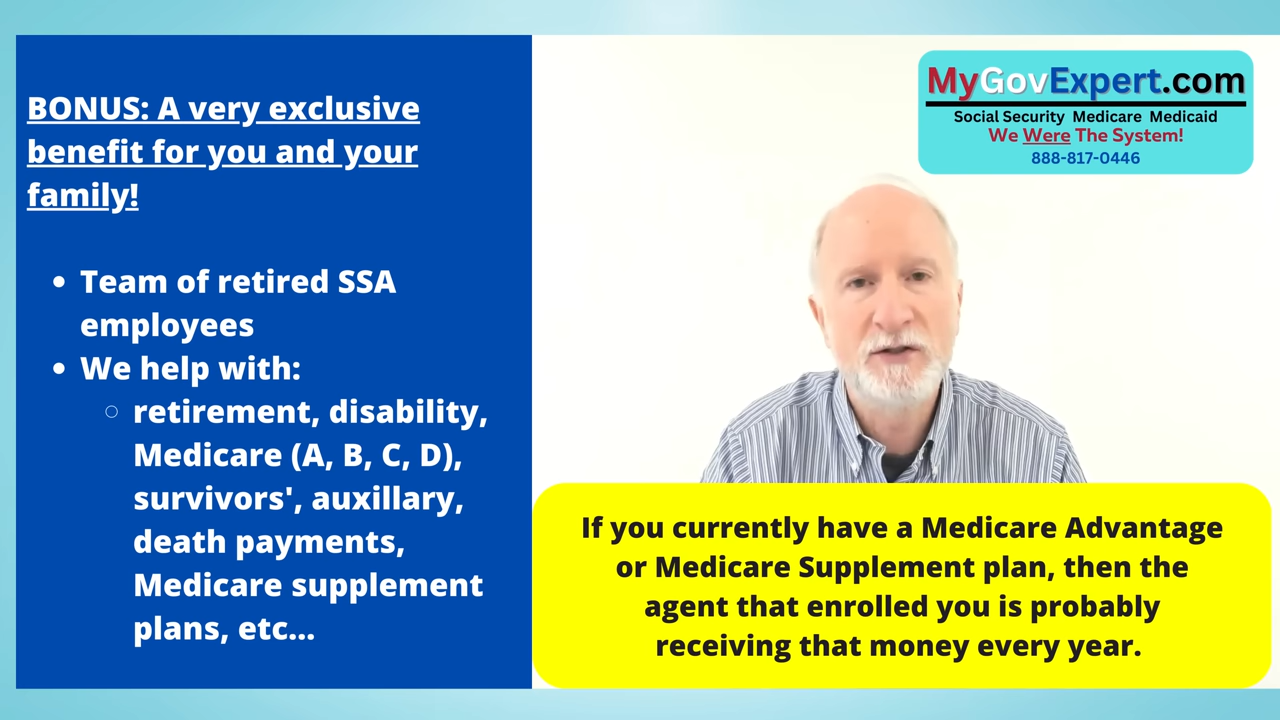 BONUS: A very exclusive
benefit for you and your
family!
Team of retired SSA
employees
We help with:
retirement, disability,
Medicare (A, B, C, D),
survivors', auxillary,
death payments,
Medicare supplement
plans, etc...
MyGovExpert.com
Social Security Medicare Medicaid
We Were The System!
888-817-0446
If you currently have a Medicare Advantage
or Medicare Supplement plan, then the
agent that enrolled you is probably
receiving that money every year.